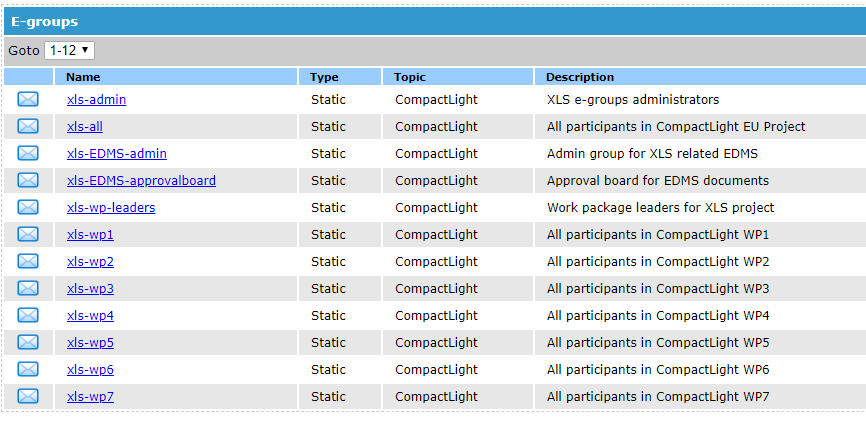 E-groups
Goto 1-12
Name Type Topic Description
xls-admin Static CompactLight XLS e-groups administrators
xls-all Static CompactLight All participants in CompactLight EU Project
xls-EDMS-admin Static CompactLight Admin group for XLS related EDMS
xls-EDMS-approvalboard Static CompactLight Approval board for EDMS documents
xls-wp-leaders Static CompactLight Work package leaders for XLS project
xls-wp1 Static CompactLight All participants in CompactLight WP1
xls-wp2 Static CompactLight All participants in CompactLight WP2
xls-wp3 Static CompactLight All participants in CompactLight WP3
xls-wp4 Static CompactLight All participants in CompactLight WP4
xls-wp5 Static CompactLight All participants in CompactLight WP5
xls-wp6 Static CompactLight All participants in CompactLight WP6
xls-wp7 Static CompactLight All participants in CompactLight WP7